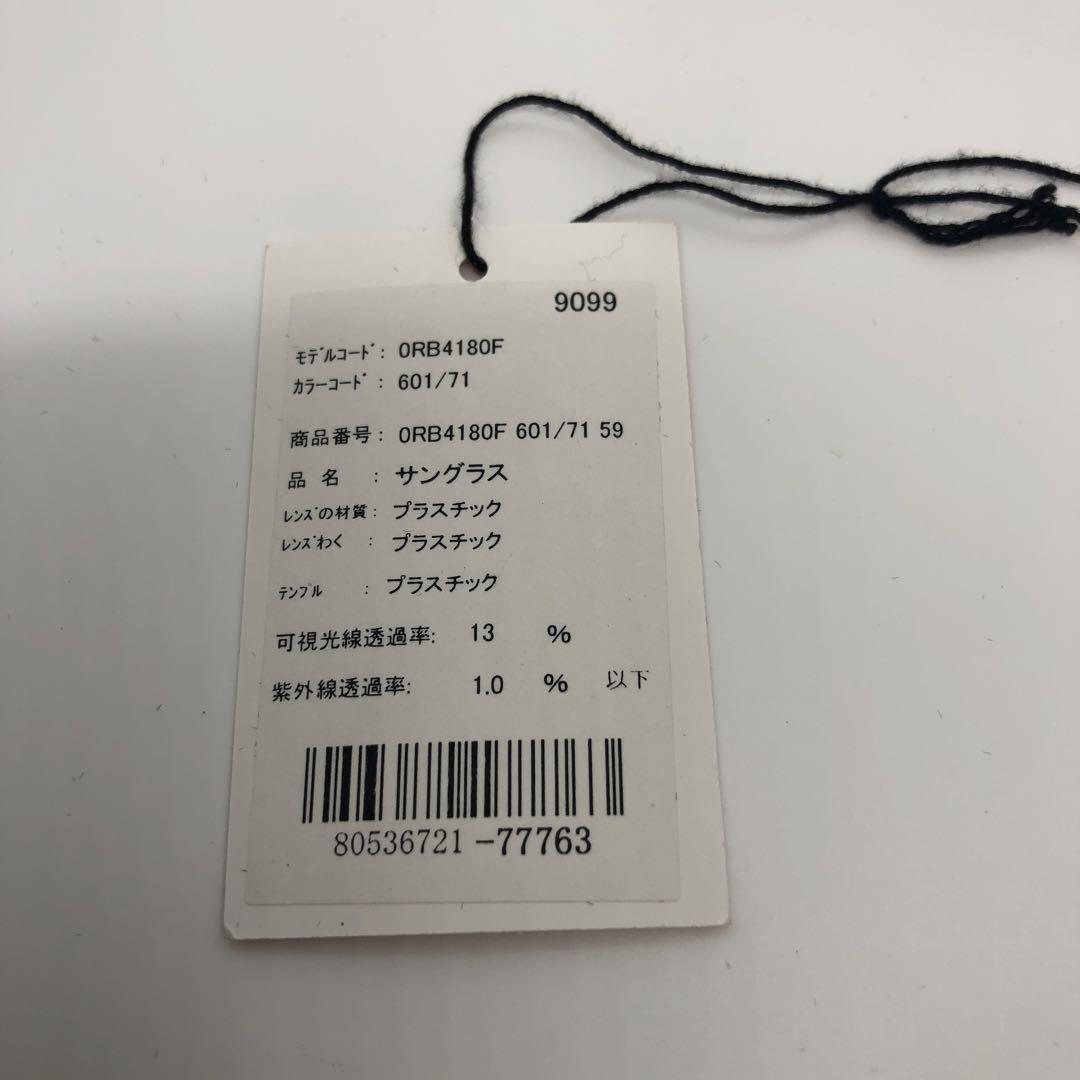 9099
ﾓﾃﾞﾙｺｰﾄﾞ: 0RB4180F
ｶﾗｰｺｰﾄﾞ: 601/71
商品番号: 0RB4180F 601/71 59
品 名 : サングラス
ﾚﾝｽﾞの材質: プラスチック
ﾚﾝｽﾞわく : プラスチック
ﾃﾝﾌﾟﾙ : プラスチック
可視光線透過率: 13 %
紫外線透過率: 1.0 % 以下
80536721-77763